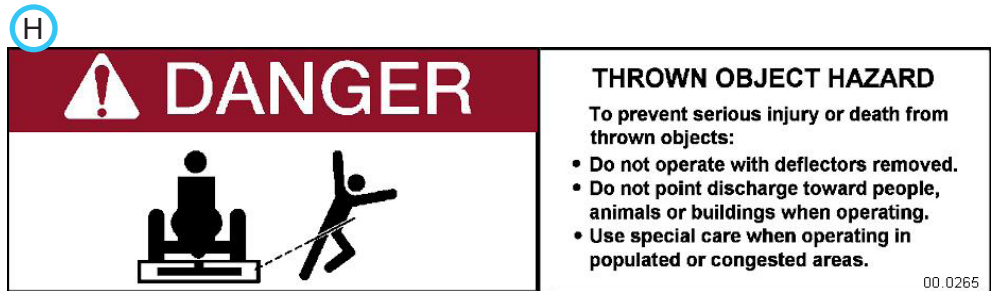 H
DANGER
THROWN OBJECT HAZARD
To prevent serious injury or death from
thrown objects:
• Do not operate with deflectors removed.
• Do not point discharge toward people,
animals or buildings when operating.
• Use special care when operating in
populated or congested areas.
00.0265